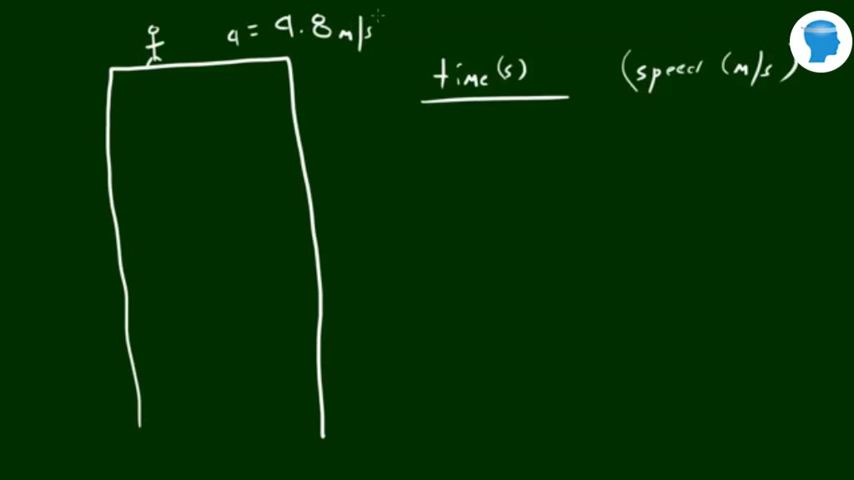 a = 9.8 m/s
time (s)
(speed (m/s)